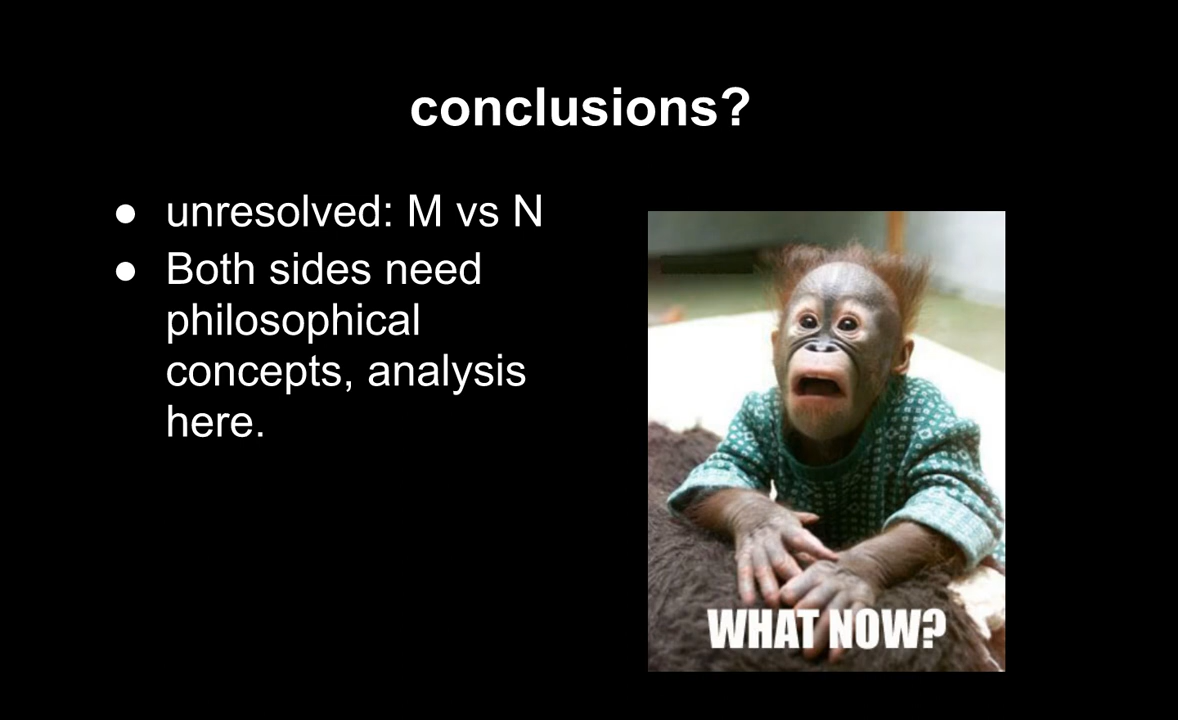 conclusions?
● unresolved: M vs N
● Both sides need
philosophical
concepts, analysis
here.
WHAT NOW?